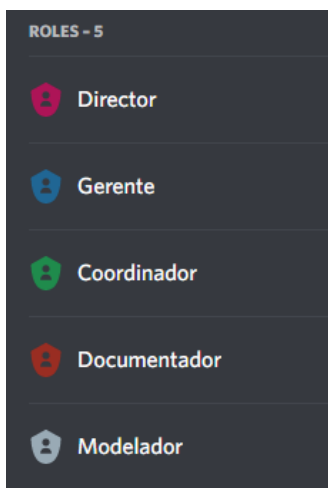 ROLES – 5
Director
Gerente
Coordinador
Documentador
Modelador